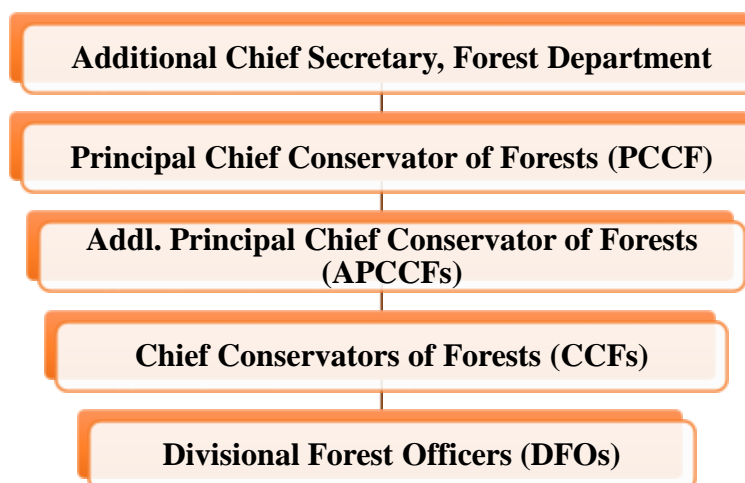 Additional Chief Secretary, Forest Department
Principal Chief Conservator of Forests (PCCF)
Addl. Principal Chief Conservator of Forests
(APCCFs)
Chief Conservators of Forests (CCFs)
Divisional Forest Officers (DFOs)